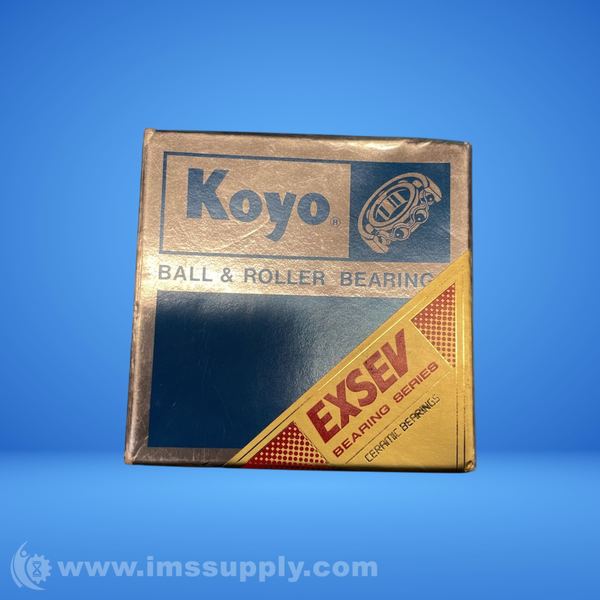 Koyo®
BALL & ROLLER BEARING
EXSEV
BEARING SERIES
CERAMIC BEARINGS
www.imssupply.com